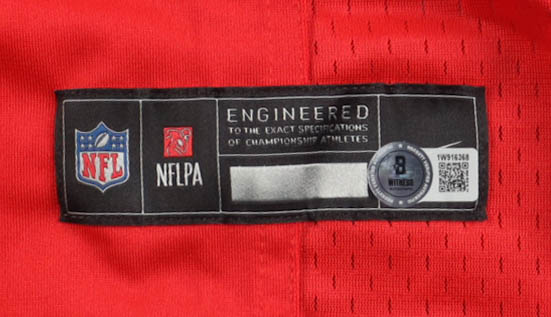 NFL
NFLPA
ENGINEERED
TO THE EXACT SPECIFICATIONS
OF CHAMPIONSHIP ATHLETES
B
WITNESS
1W916368